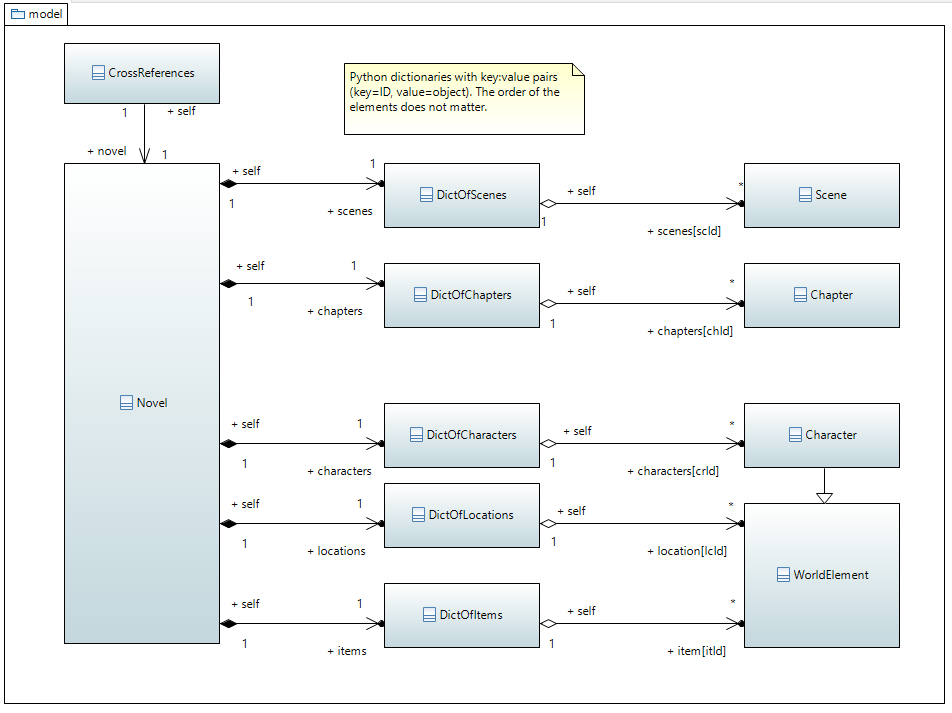 model
CrossReferences
Python dictionaries with key:value pairs
(key=ID, value=object). The order of the
elements does not matter.
1
+ self
+ novel
1
+ self
1
1
+ scenes
DictOfScenes
+ self
1
*
+ scenes[scId]
Scene
+ self
1
1
+ chapters
DictOfChapters
+ self
1
*
+ chapters[chId]
Chapter
Novel
+ self
1
1
+ characters
DictOfCharacters
+ self
1
*
+ characters[crId]
Character
+ self
1
1
+ locations
DictOfLocations
+ self
1
*
+ location[lcId]
WorldElement
+ self
1
1
+ items
DictOfItems
+ self
1
*
+ item[itId]